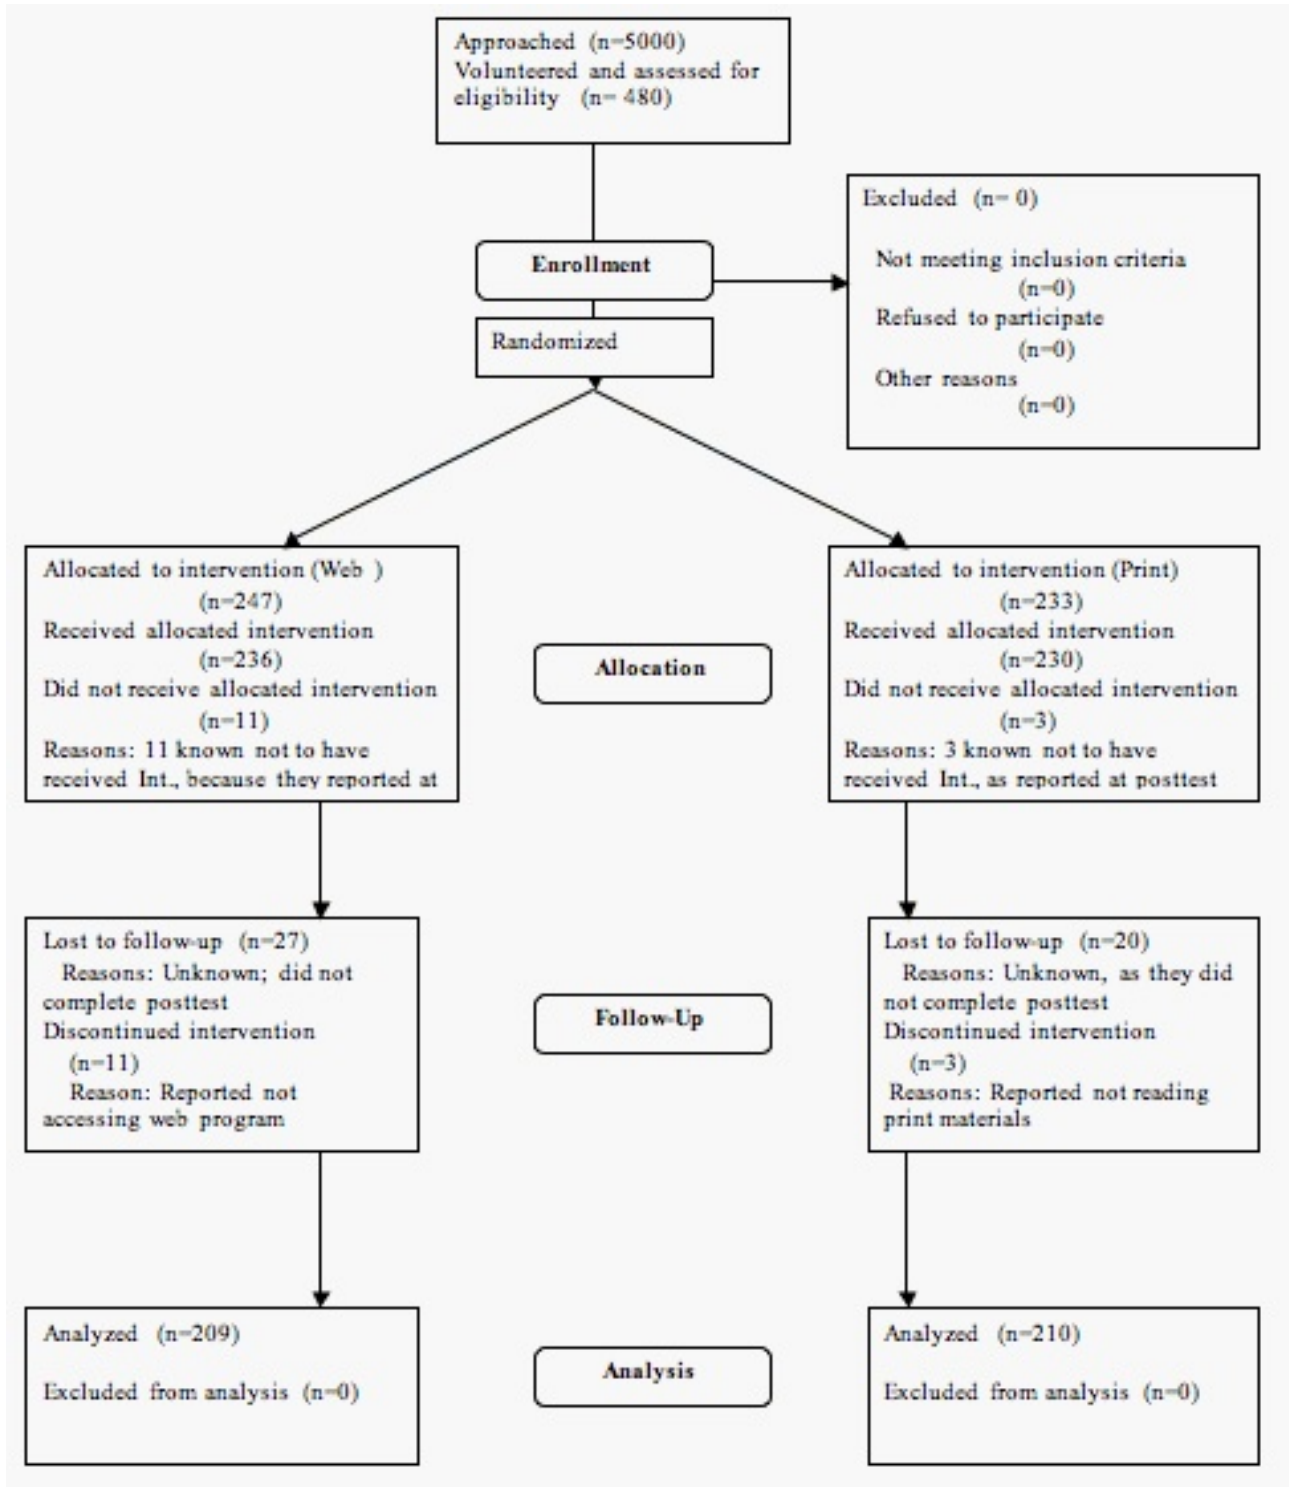 Approached (n=5000)
Volunteered and assessed for
eligibility (n= 480)
Enrollment
Excluded (n= 0)
Not meeting inclusion criteria
(n=0)
Refused to participate
(n=0)
Other reasons
(n=0)
Randomized
Allocated to intervention (Web )
(n=247)
Received allocated intervention
(n=236)
Did not receive allocated intervention
(n=11)
Reasons: 11 known not to have
received Int., because they reported at
Allocation
Allocated to intervention (Print)
(n=233)
Received allocated intervention
(n=230)
Did not receive allocated intervention
(n=3)
Reasons: 3 known not to have
received Int., as reported at posttest
Lost to follow-up (n=27)
Reasons: Unknown; did not
complete posttest
Discontinued intervention
(n=11)
Reason: Reported not
accessing web program
Follow-Up
Lost to follow-up (n=20)
Reasons: Unknown, as they did
not complete posttest
Discontinued intervention
(n=3)
Reasons: Reported not reading
print materials
Analyzed (n=209)
Excluded from analysis (n=0)
Analysis
Analyzed (n=210)
Excluded from analysis (n=0)